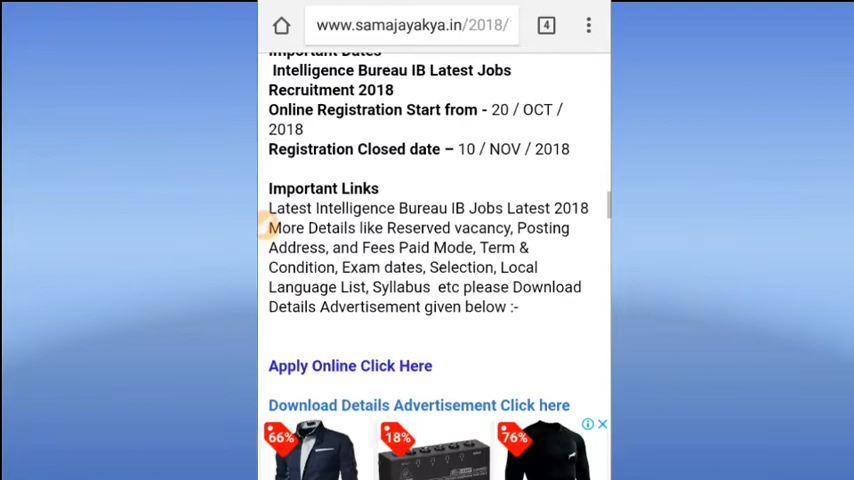 www.samajayakya.in/2018/
4
Important Dates
Intelligence Bureau IB Latest Jobs
Recruitment 2018
Online Registration Start from - 20 / OCT /
2018
Registration Closed date – 10 / NOV / 2018
Important Links
Latest Intelligence Bureau IB Jobs Latest 2018
More Details like Reserved vacancy, Posting
Address, and Fees Paid Mode, Term &
Condition, Exam dates, Selection, Local
Language List, Syllabus etc please Download
Details Advertisement given below :-
Apply Online Click Here
Download Details Advertisement Click here
66% 18% 76%